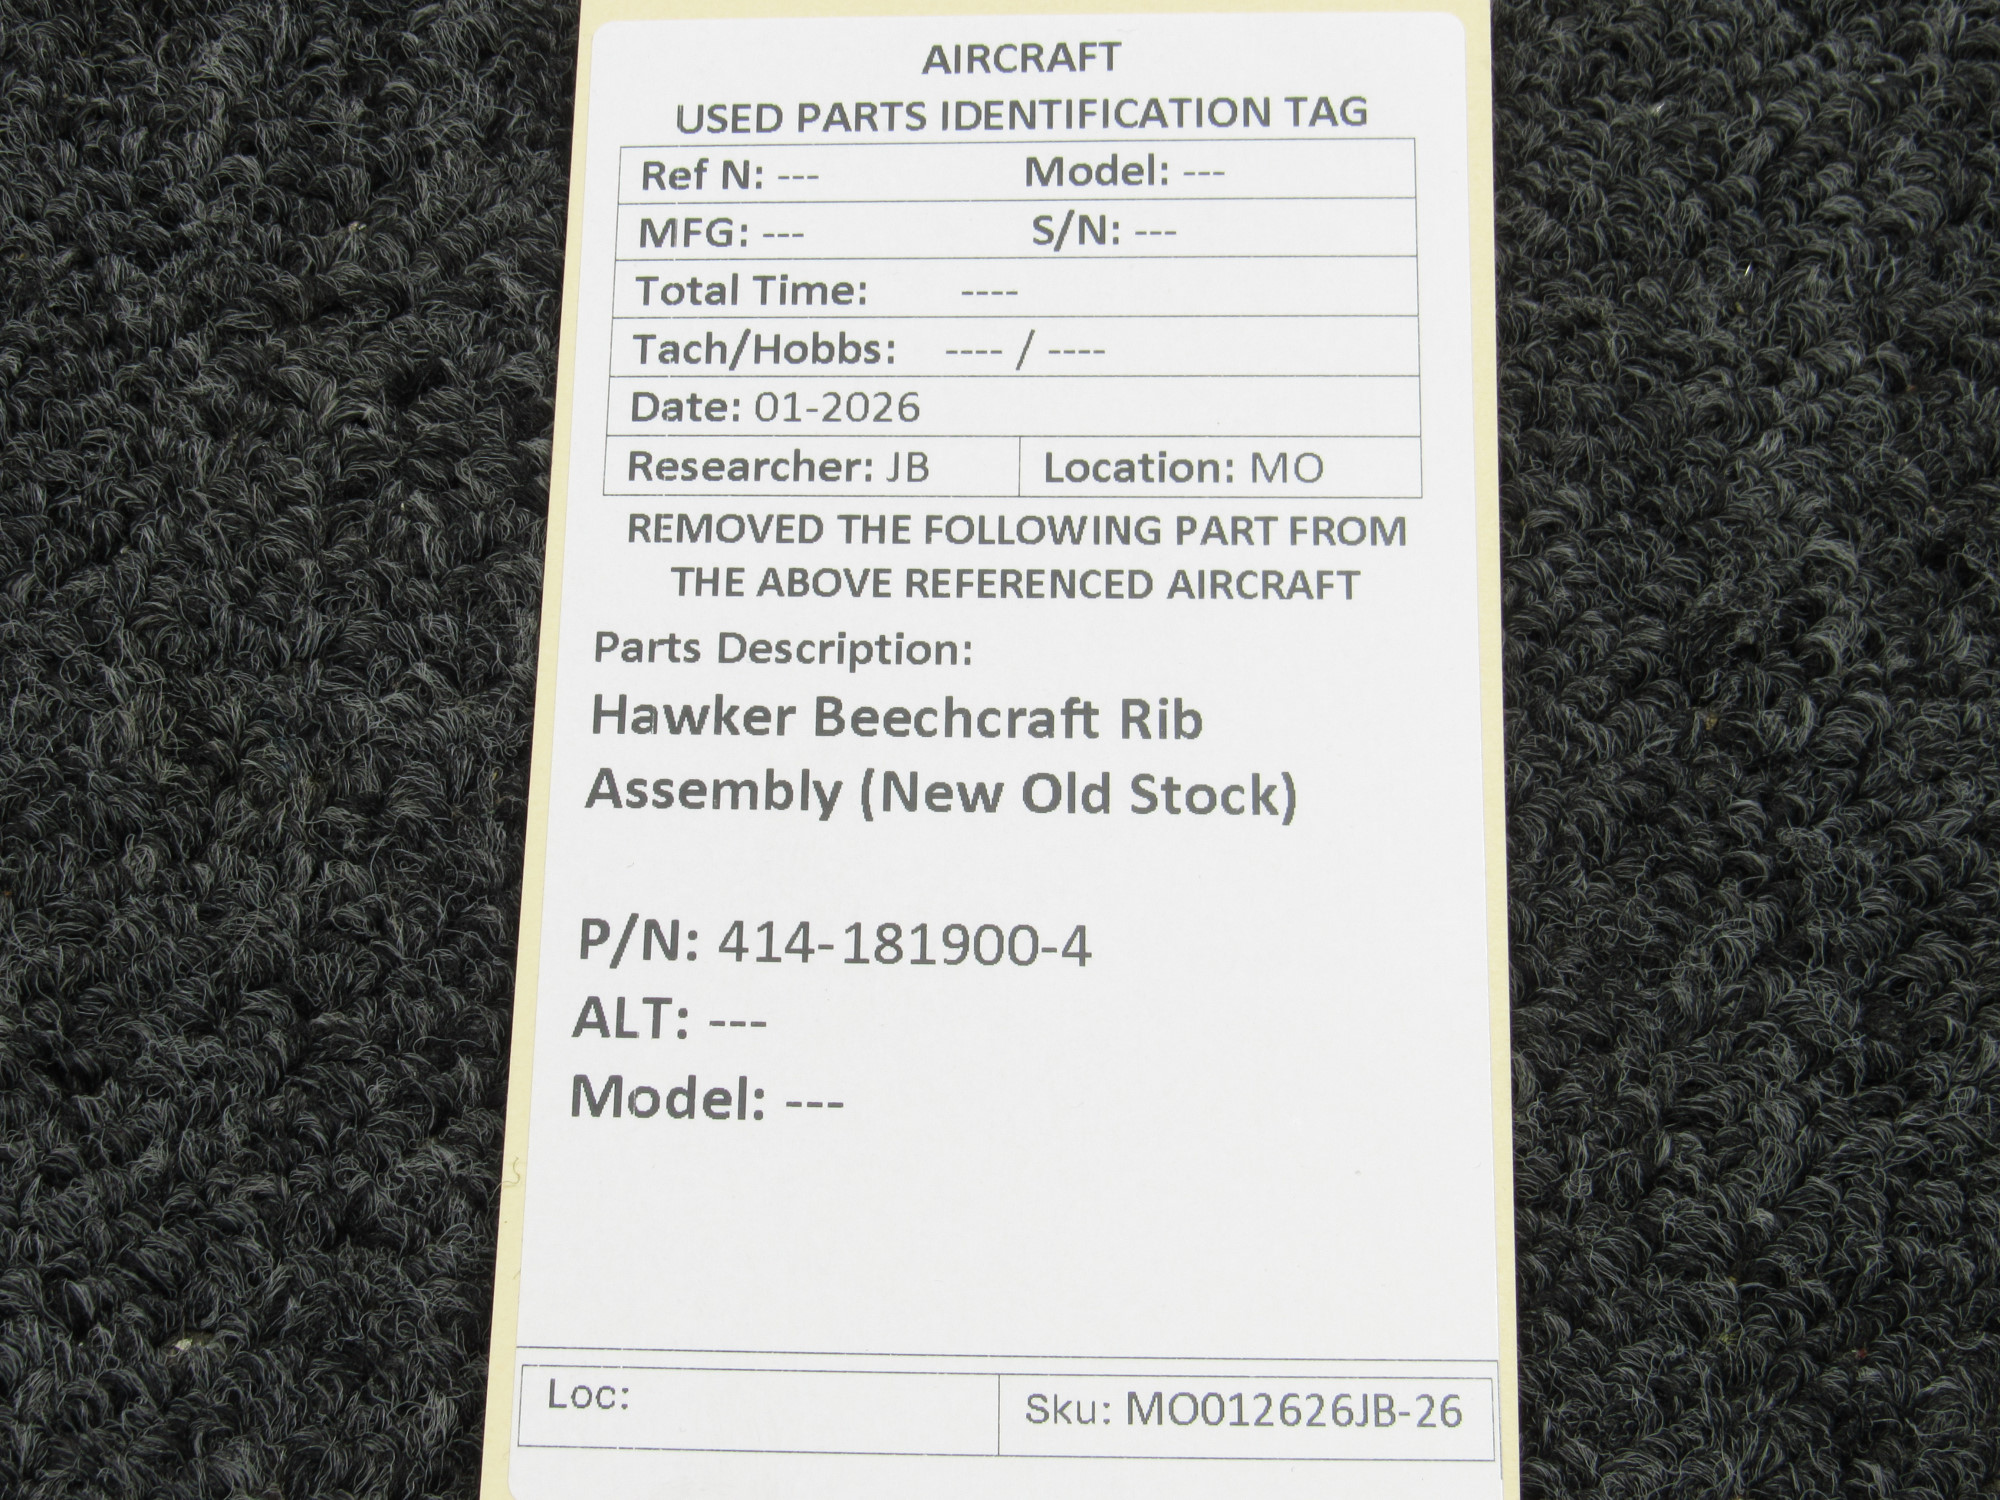 AIRCRAFT
USED PARTS IDENTIFICATION TAG
Ref N: --- Model: ---
MFG: --- S/N: ---
Total Time: ----
Tach/Hobbs: ---- / ----
Date: 01-2026
Researcher: JB Location: MO
REMOVED THE FOLLOWING PART FROM
THE ABOVE REFERENCED AIRCRAFT
Parts Description:
Hawker Beechcraft Rib
Assembly (New Old Stock)
P/N: 414-181900-4
ALT: ---
Model: ---
Loc: Sku: MO012626JB-26